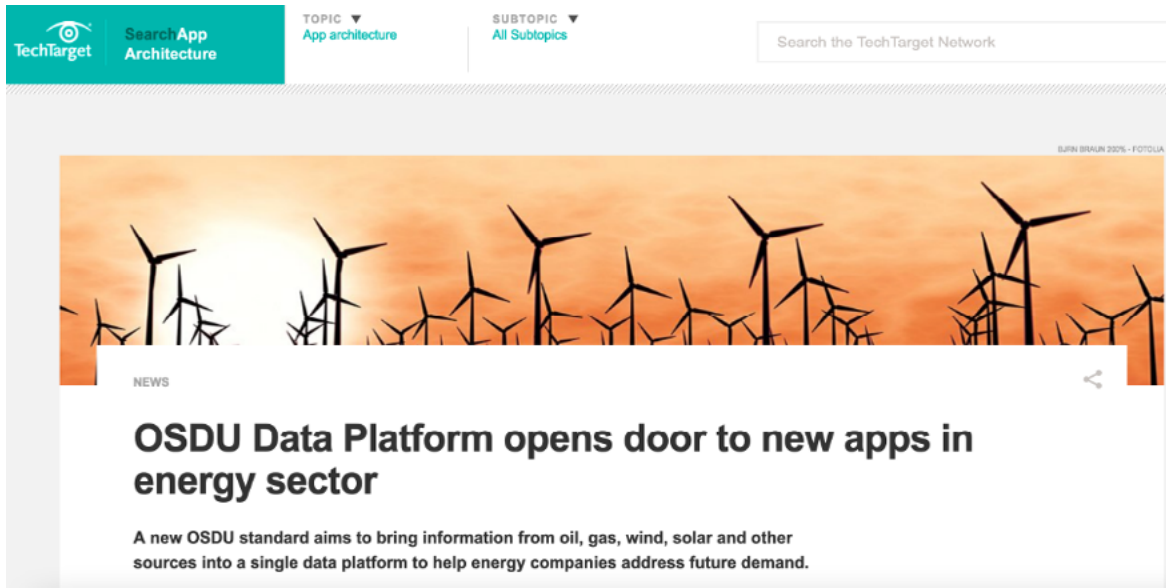 TechTarget
SearchApp
Architecture
TOPIC ▼
App architecture
SUBTOPIC ▼
All Subtopics
Search the TechTarget Network
BRAUN - FOTOLIA
NEWS
OSDU Data Platform opens door to new apps in
energy sector
A new OSDU standard aims to bring information from oil, gas, wind, solar and other
sources into a single data platform to help energy companies address future demand.